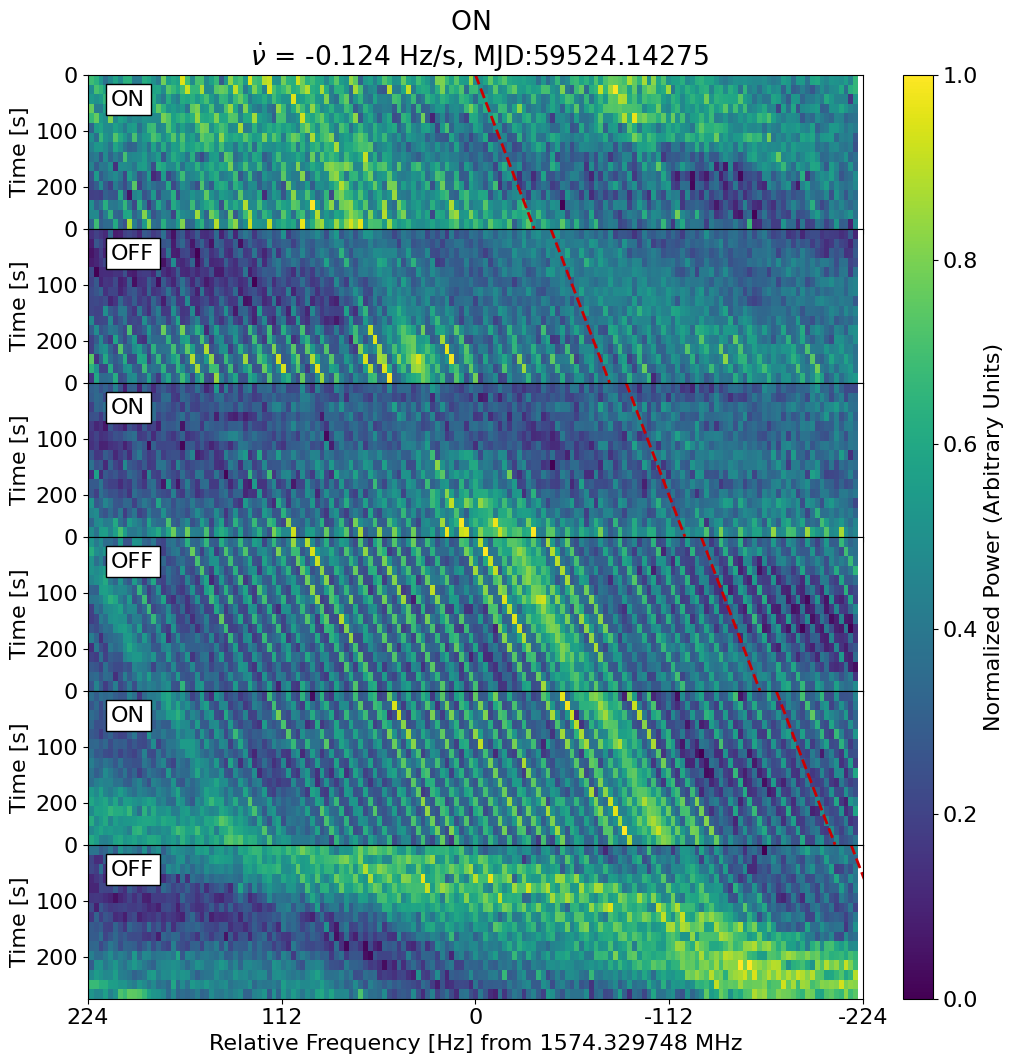 ON
ν̇ = -0.124 Hz/s, MJD:59524.14275
0
ON
100
200
Time [s]
0
OFF
100
200
Time [s]
0
ON
100
200
Time [s]
0
OFF
100
200
Time [s]
0
ON
100
200
Time [s]
0
OFF
100
200
Time [s]
224 112 0 -112 -224
Relative Frequency [Hz] from 1574.329748 MHz
1.0
0.8
0.6
0.4
0.2
0.0
Normalized Power (Arbitrary Units)